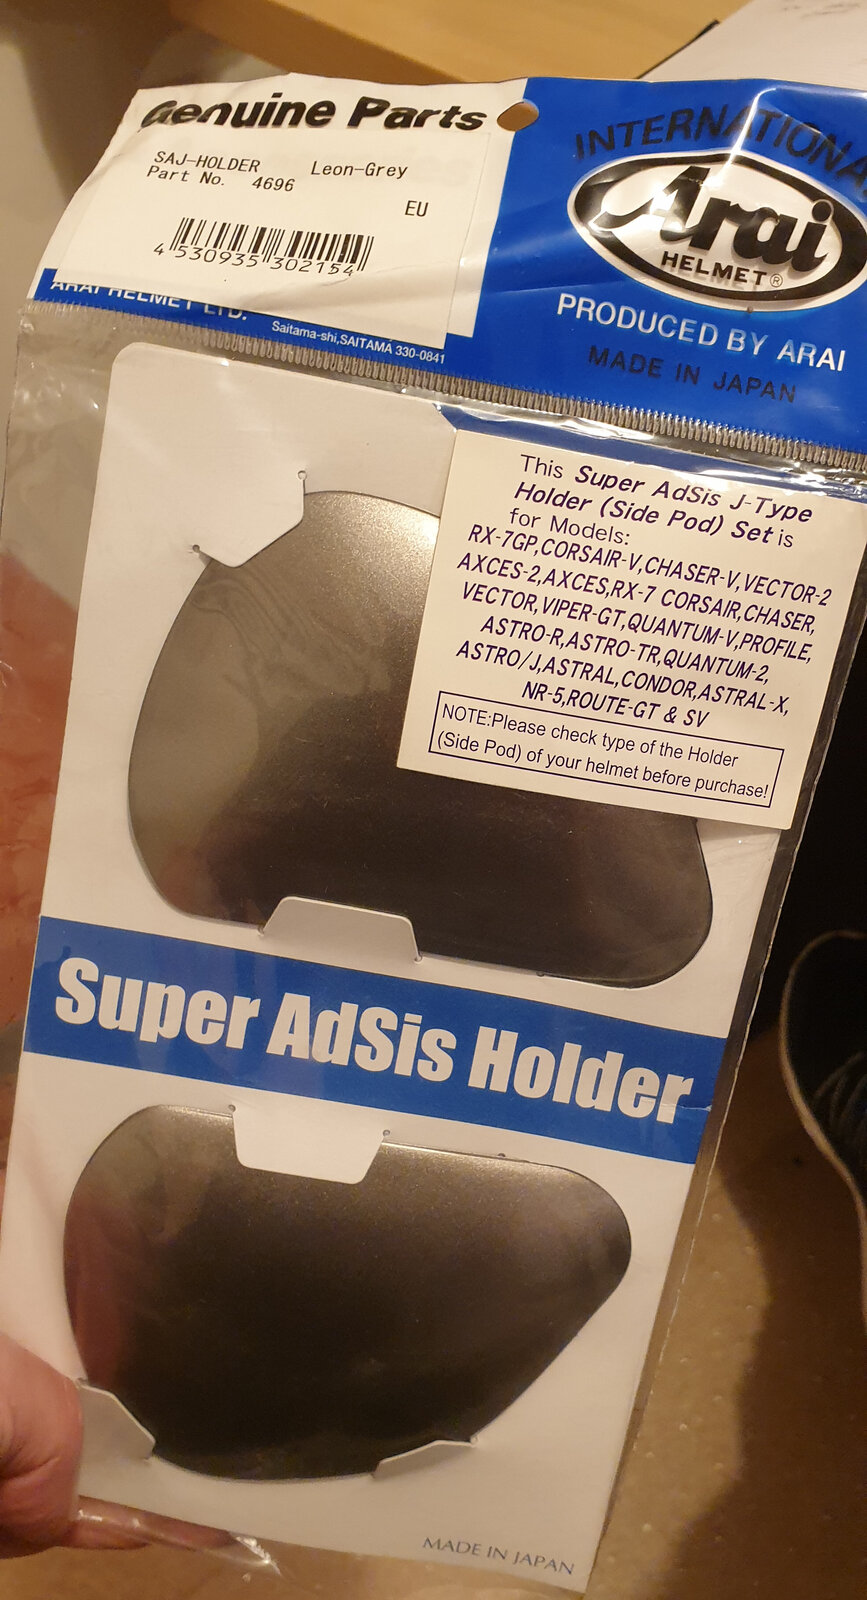 Genuine Parts
SAJ-HOLDER Leon-Grey
Part No. 4696
EU
4 530935 302154
ARAI HELMET LTD.
Saitama-shi,SAITAMA 330-0841
INTERNATIONAL
Arai
HELMET®
PRODUCED BY ARAI
MADE IN JAPAN
This Super AdSis J-Type
Holder (Side Pod) Set is
for Models:
RX-7GP,CORSAIR-V,CHASER-V,VECTOR-2
AXCES-2,AXCES,RX-7 CORSAIR,CHASER,
VECTOR,VIPER-GT,QUANTUM-V,PROFILE,
ASTRO-R,ASTRO-TR,QUANTUM-2,
ASTRO/J,ASTRAL,CONDOR,ASTRAL-X,
NR-5,ROUTE-GT & SV
NOTE:Please check type of the Holder
(Side Pod) of your helmet before purchase!
Super AdSis Holder
MADE IN JAPAN